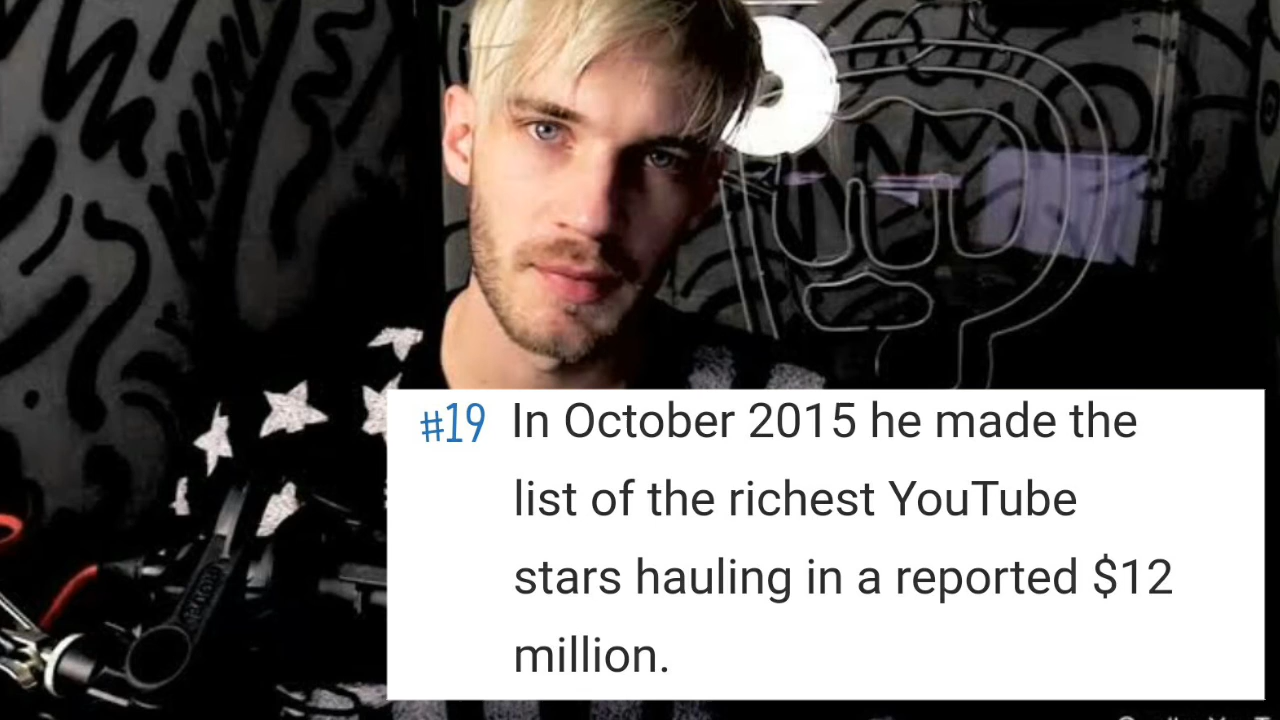 #19 In October 2015 he made the
list of the richest YouTube
stars hauling in a reported $12
million.